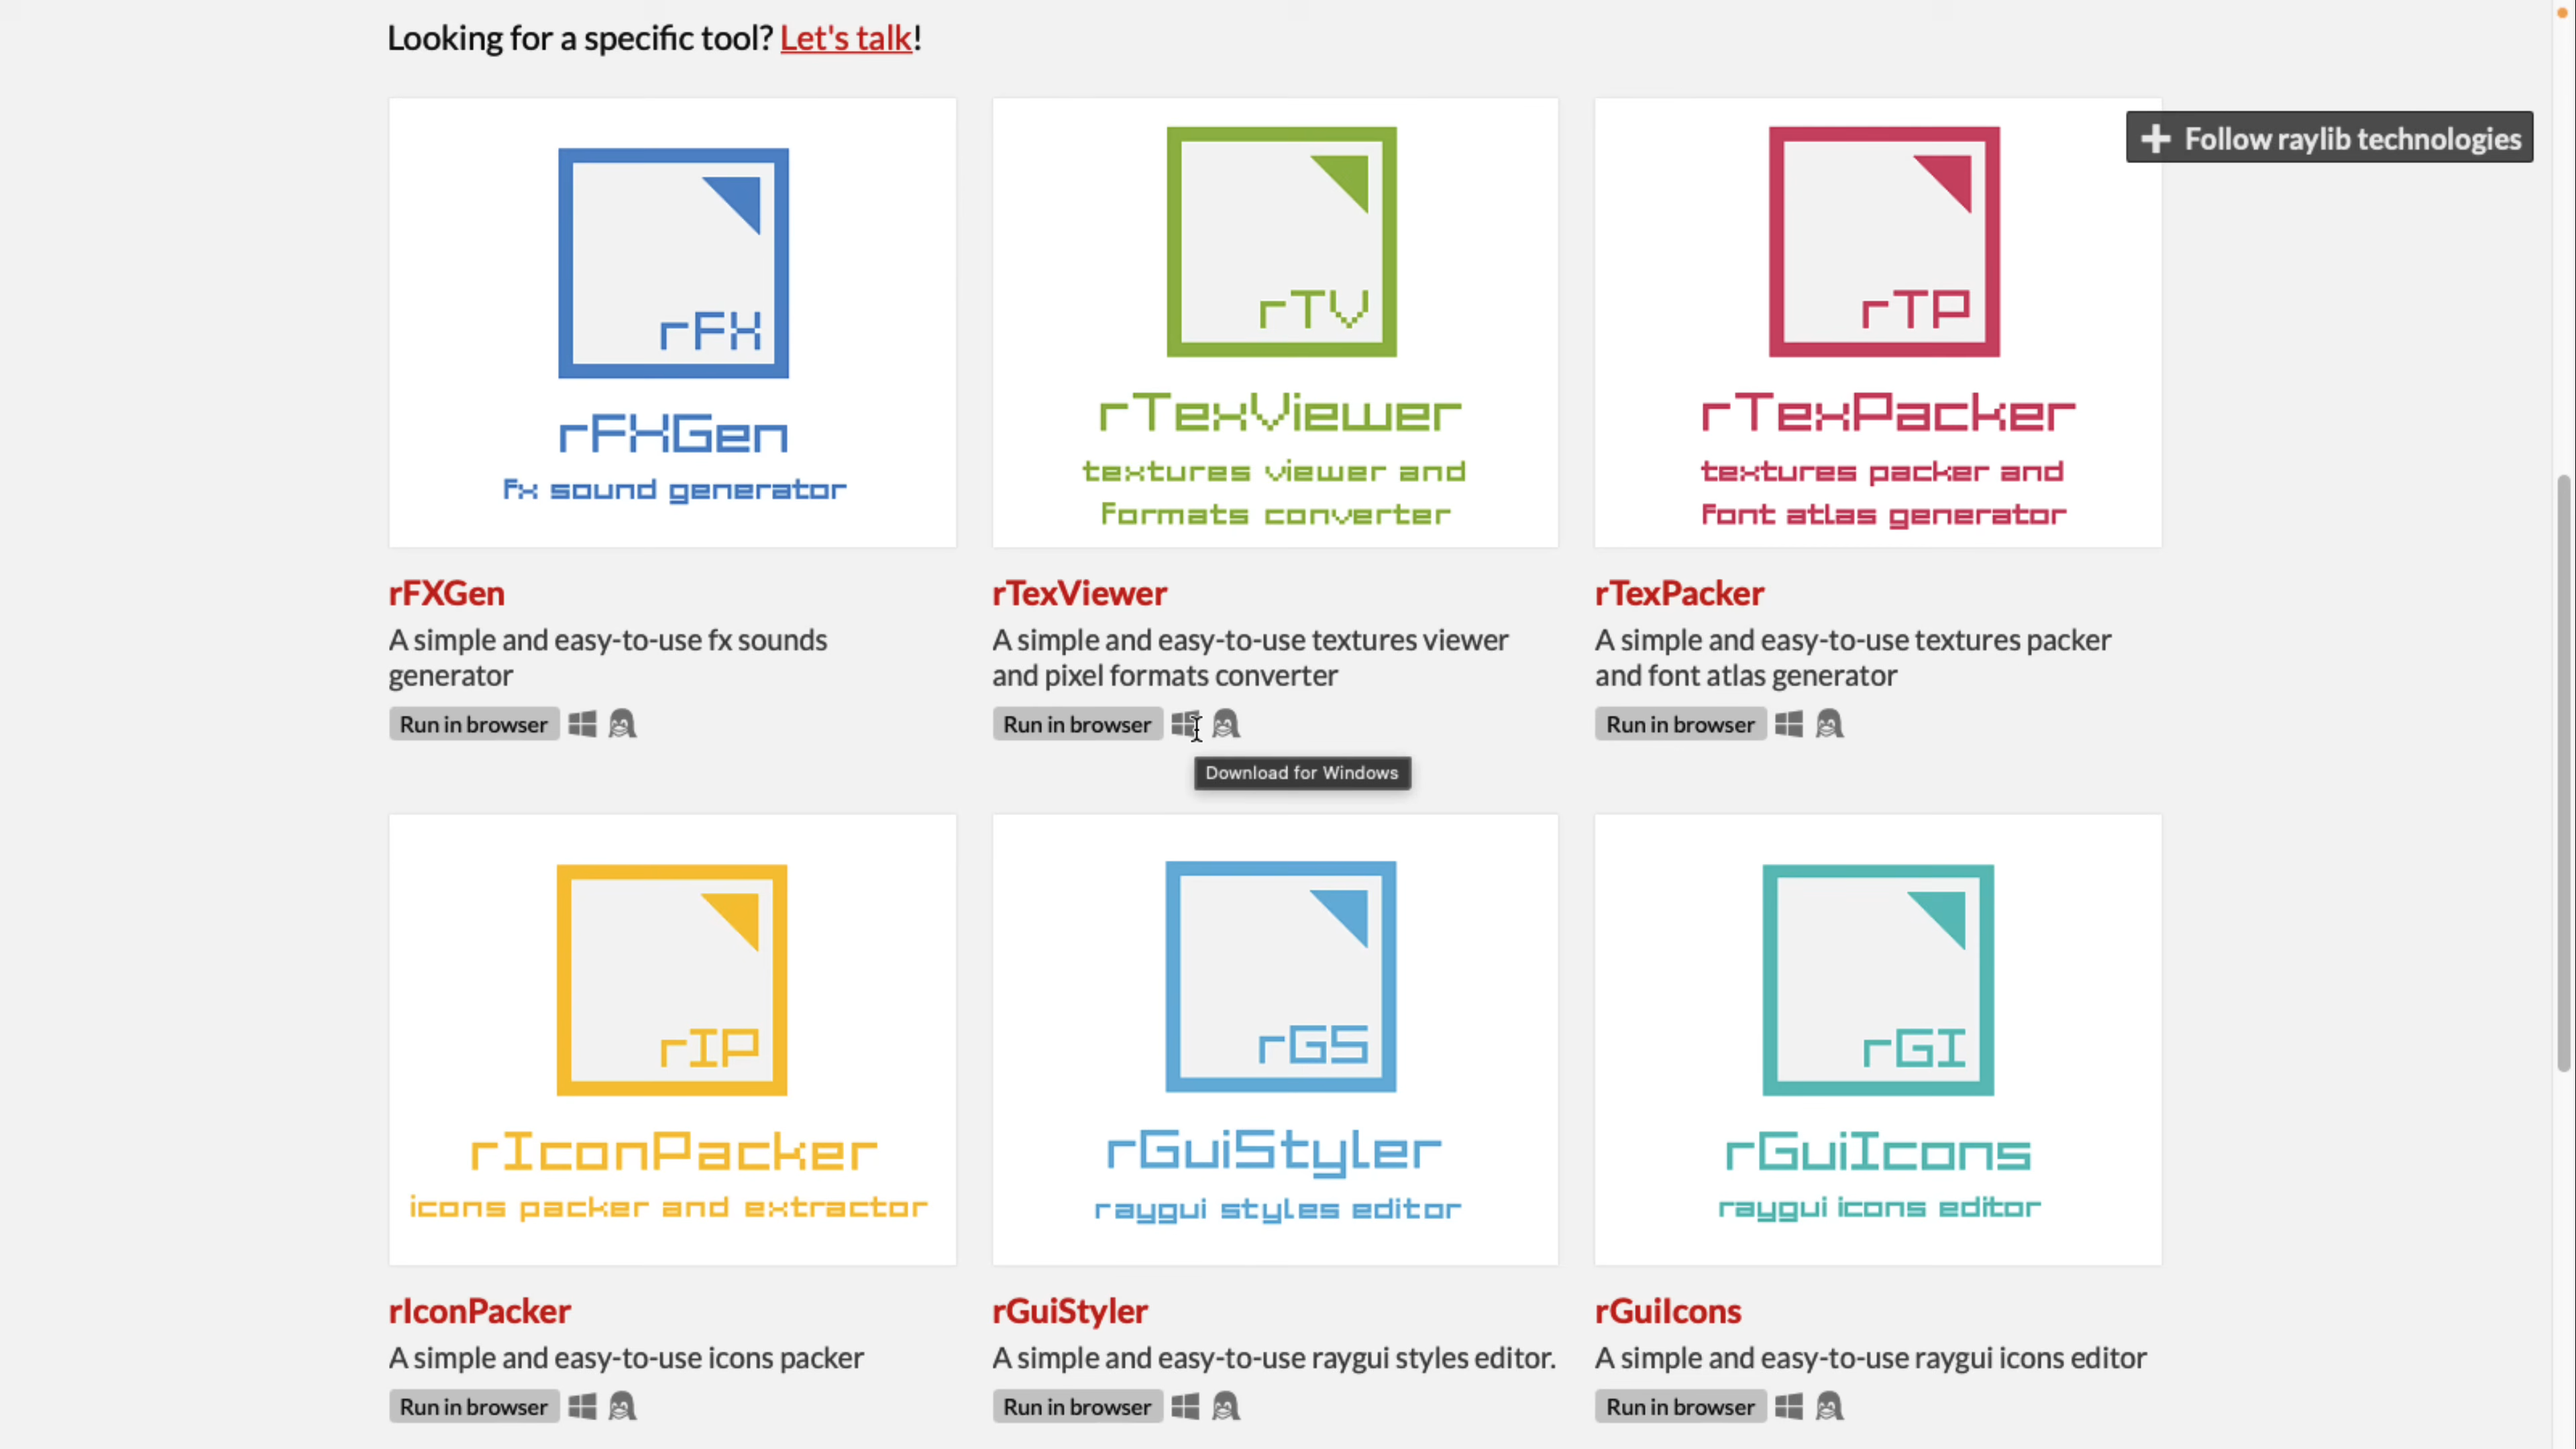 Looking for a specific tool? Let's talk!
Follow raylib technologies
rFX
rFXGen
fx sound generator
rTV
rTexViewer
textures viewer and
formats converter
rTP
rTexPacker
textures packer and
font atlas generator
rFXGen
A simple and easy-to-use fx sounds
generator
Run in browser
rTexViewer
A simple and easy-to-use textures viewer
and pixel formats converter
Run in browser
Download for Windows
rTexPacker
A simple and easy-to-use textures packer
and font atlas generator
Run in browser
rIP
rIconPacker
icons packer and extractor
rGS
rGuiStyler
raygui styles editor
rGI
rGuiIcons
raygui icons editor
rIconPacker
A simple and easy-to-use icons packer
Run in browser
rGuiStyler
A simple and easy-to-use raygui styles editor.
Run in browser
rGuiIcons
A simple and easy-to-use raygui icons editor
Run in browser